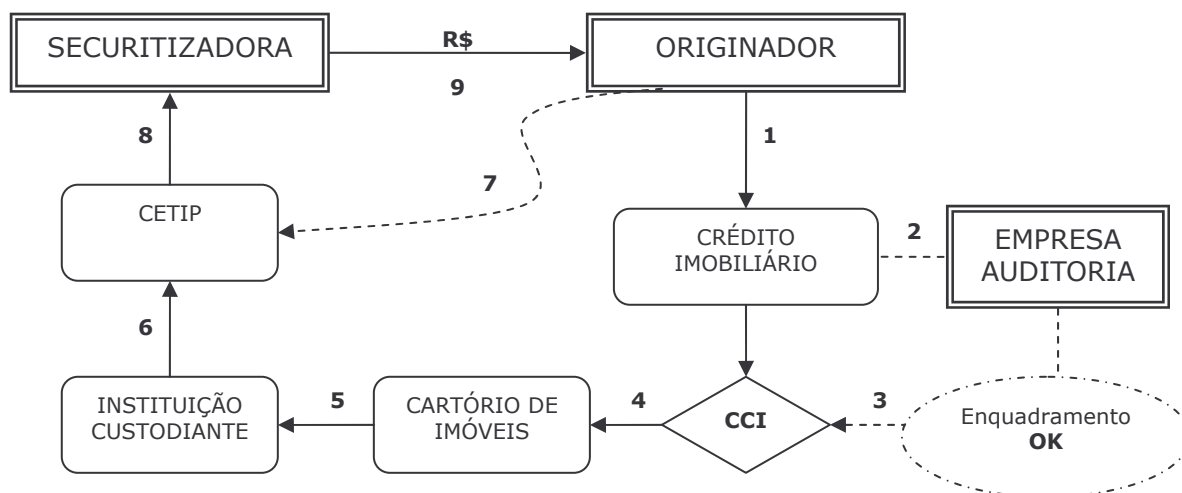 SECURITIZADORA
R$
ORIGINADOR
9
8
1
7
CETIP
CRÉDITO
IMOBILIÁRIO
2
EMPRESA
AUDITORIA
6
INSTITUIÇÃO
CUSTODIANTE
5
CARTÓRIO DE
IMÓVEIS
4
CCI
3
Enquadramento
OK